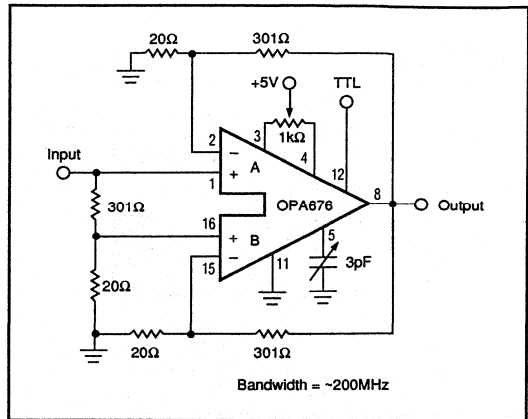 20Ω 301Ω
+5V TTL
3 1kΩ
2 − A 4
Input + 12
1 8
301Ω OPA676 Output
16 + 5
B
15 − 11 3pF
20Ω
20Ω 301Ω
Bandwidth = ~200MHz